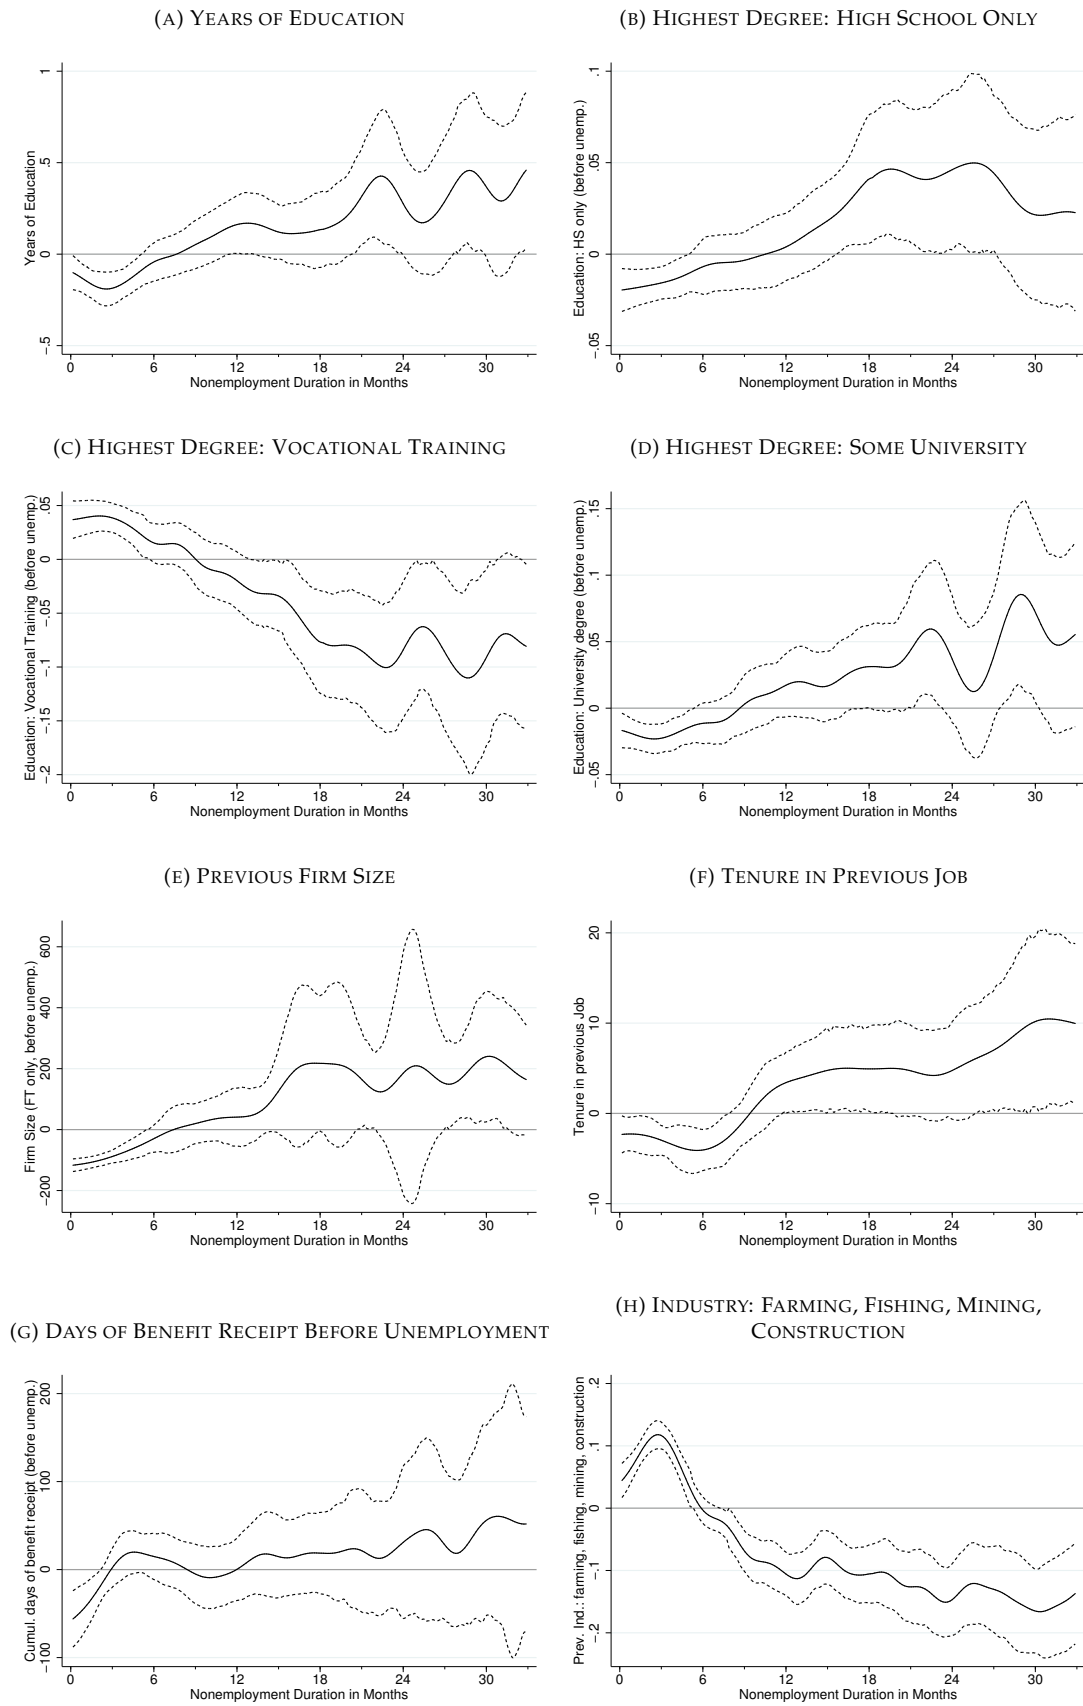 (A) YEARS OF EDUCATION
Years of Education
1
.5
0
-.5
0 6 12 18 24 30
Nonemployment Duration in Months
(B) HIGHEST DEGREE: HIGH SCHOOL ONLY
Education: HS only (before unemp.)
.1
.05
0
-.05
0 6 12 18 24 30
Nonemployment Duration in Months
(C) HIGHEST DEGREE: VOCATIONAL TRAINING
Education: Vocational Training (before unemp.)
.05
0
-.05
-.1
-.15
-.2
0 6 12 18 24 30
Nonemployment Duration in Months
(D) HIGHEST DEGREE: SOME UNIVERSITY
Education: University degree (before unemp.)
.15
.1
.05
0
-.05
0 6 12 18 24 30
Nonemployment Duration in Months
(E) PREVIOUS FIRM SIZE
Firm Size (FT only, before unemp.)
600
400
200
0
-200
0 6 12 18 24 30
Nonemployment Duration in Months
(F) TENURE IN PREVIOUS JOB
Tenure in previous Job
20
10
0
-10
0 6 12 18 24 30
Nonemployment Duration in Months
(G) DAYS OF BENEFIT RECEIPT BEFORE UNEMPLOYMENT
Cumul. days of benefit receipt (before unemp.)
200
100
0
-100
0 6 12 18 24 30
Nonemployment Duration in Months
(H) INDUSTRY: FARMING, FISHING, MINING,
CONSTRUCTION
Prev. Ind.: farming, fishing, mining, construction
.2
.1
0
-.1
-.2
0 6 12 18 24 30
Nonemployment Duration in Months